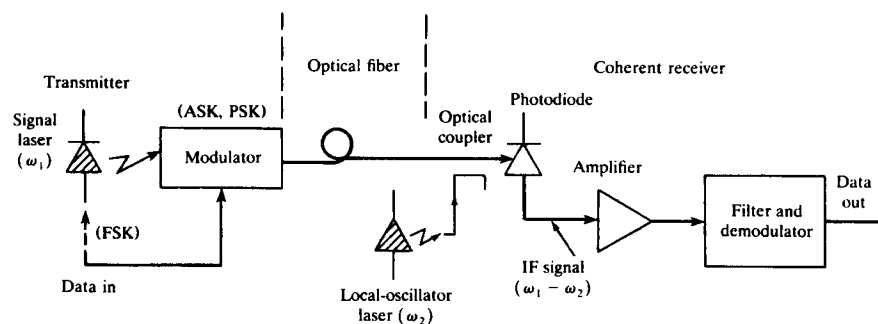 Transmitter
Signal
laser
(ω₁)
(ASK, PSK)
Modulator
(FSK)
Data in
Optical fiber
Optical
coupler
Local-oscillator
laser (ω₂)
Coherent receiver
Photodiode
Amplifier
IF signal
(ω₁ − ω₂)
Filter and
demodulator
Data
out